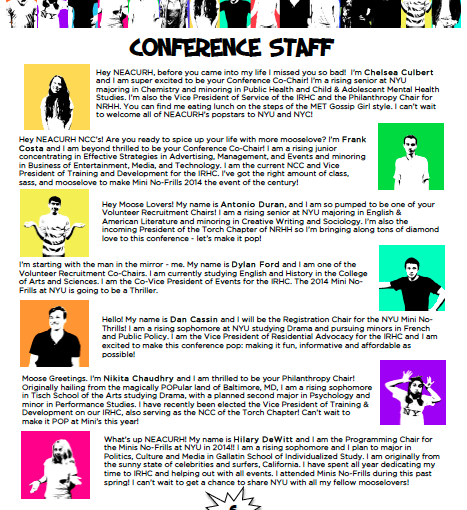 CONFERENCE STAFF
Hey NEACURH, before you came into my life I missed you so bad! I'm Chelsea Culbert
and I am super excited to be your Conference Co-Chair! I'm a rising senior at NYU
majoring in Chemistry and minoring in Public Health and Child & Adolescent Mental Health
Studies. I'm also the Vice President of Service of the IRHC and the Philanthropy Chair for
NRHH. You can find me eating lunch on the steps of the MET Gossip Girl style. I can't wait
to welcome all of NEACURH's popstars to NYU and NYC!
Hey NEACURH NCC's! Are you ready to spice up your life with more mooselove? I'm Frank
Costa and I am beyond thrilled to be your Conference Co-Chair! I am a rising junior
concentrating in Effective Strategies in Advertising, Management, and Events and minoring
in Business of Entertainment, Media, and Technology. I am the current NCC and Vice
President of Training and Development for the IRHC. I've got the right amount of class,
sass, and mooselove to make Mini No-Frills 2014 the event of the century!
Hey Moose Lovers! My name is Antonio Duran, and I am so pumped to be one of your
Volunteer Recruitment Chairs! I am a rising senior at NYU majoring in English &
American Literature and minoring in Creative Writing and Sociology. I'm also the
incoming President of the Torch Chapter of NRHH so I'm bringing along tons of diamond
love to this conference - let's make it pop!
I'm starting with the man in the mirror - me. My name is Dylan Ford and I am one of the
Volunteer Recruitment Co-Chairs. I am currently studying English and History in the College
of Arts and Sciences. I am the Co-Vice President of Events for the IRHC. The 2014 Mini No-
Frills at NYU is going to be a Thriller.
Hello! My name is Dan Cassin and I will be the Registration Chair for the NYU Mini No-
Thrills! I am a rising sophomore at NYU studying Drama and pursuing minors in French
and Public Policy. I am the Vice President of Residential Advocacy for the IRHC and I am
excited to make this conference pop: making it fun, informative and affordable as
possible!
Moose Greetings, I'm Nikita Chaudhry and I am thrilled to be your Philanthropy Chair!
Originally hailing from the magically POPular land of Baltimore, MD, I am a rising sophomore
in Tisch School of the Arts studying Drama, with a planned second major in Psychology and
minor in Performance Studies. I have recently been elected the Vice President of Training &
Development on our IRHC, also serving as the NCC of the Torch Chapter! Can't wait to
make it POP at Mini's this year!
What's up NEACURH! My name is Hilary DeWitt and I am the Programming Chair for
the Minis No-Frills at NYU in 2014!! I am a rising sophomore and I plan to major in
Politics, Culture and Media in Gallatin School of Individualized Study. I am originally from
the sunny state of celebrities and surfers, California. I have spent all year dedicating my
time to IRHC and helping out with all events. I attended Minis No-Frills during this past
spring! I can't wait to get a chance to share NYU with all my fellow mooselovers!